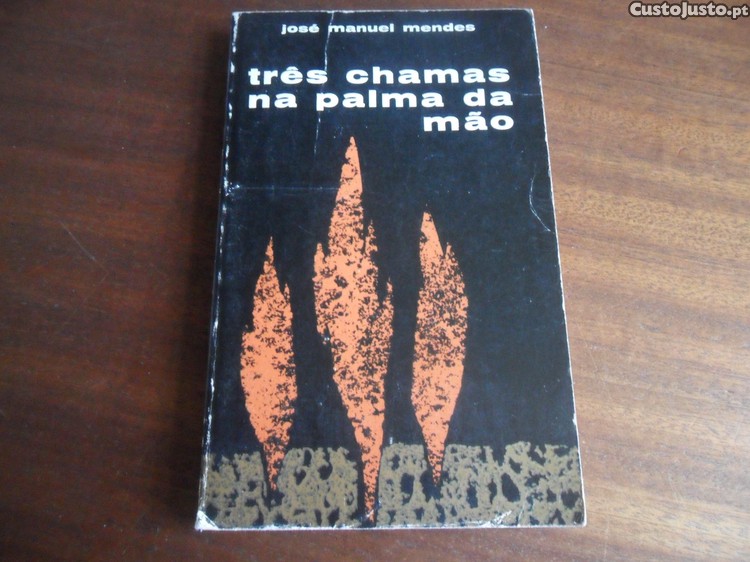 CustoJusto.pt
josé manuel mendes
três chamas
na palma da
mão